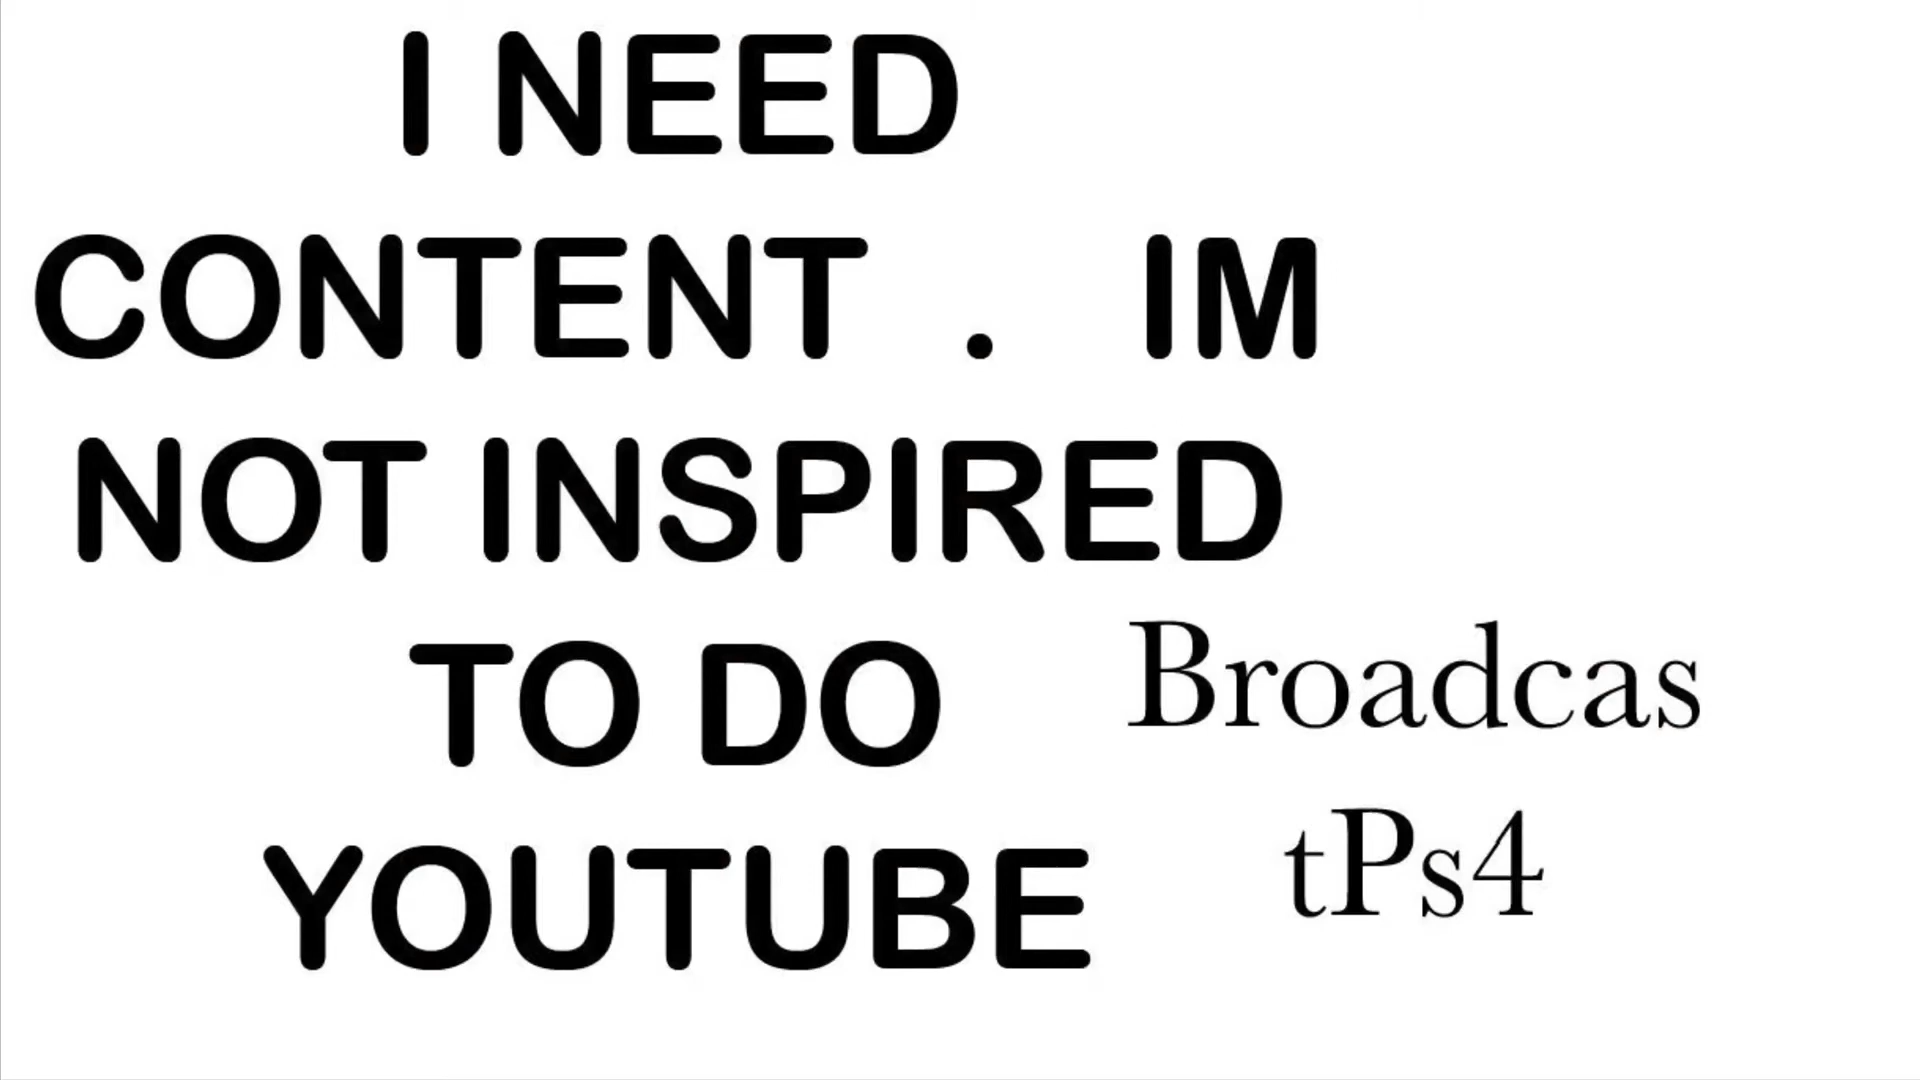 I NEED
CONTENT . IM
NOT INSPIRED
TO DO
YOUTUBE
Broadcas
tPs4